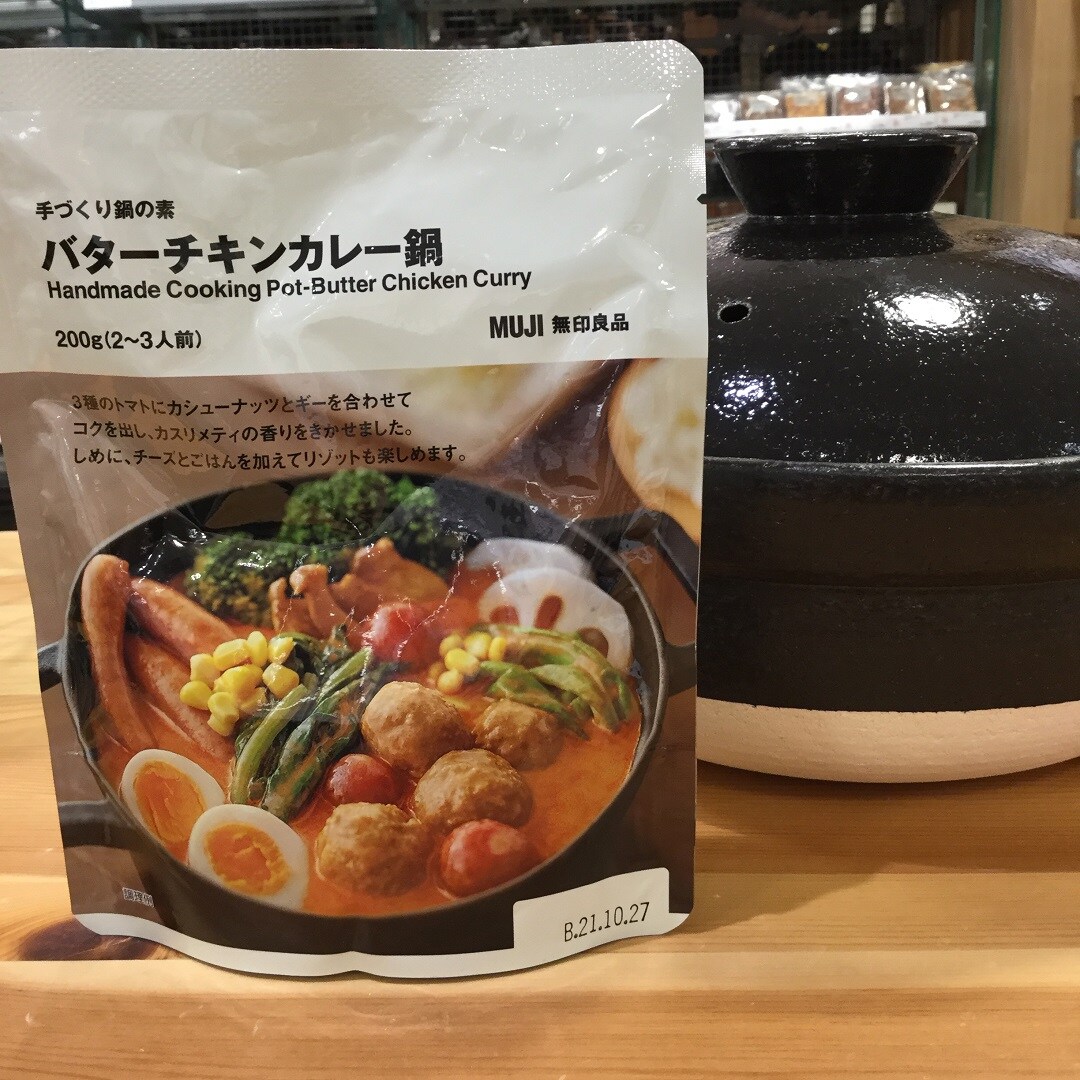 手づくり鍋の素
バターチキンカレー鍋
Handmade Cooking Pot-Butter Chicken Curry
200g(2〜3人前)
MUJI 無印良品
3種のトマトにカシューナッツとギーを合わせて
コクを出し、カスリメティの香りをきかせました。
しめに、チーズとごはんを加えてリゾットも楽しめます。
調理例
B.21.10.27